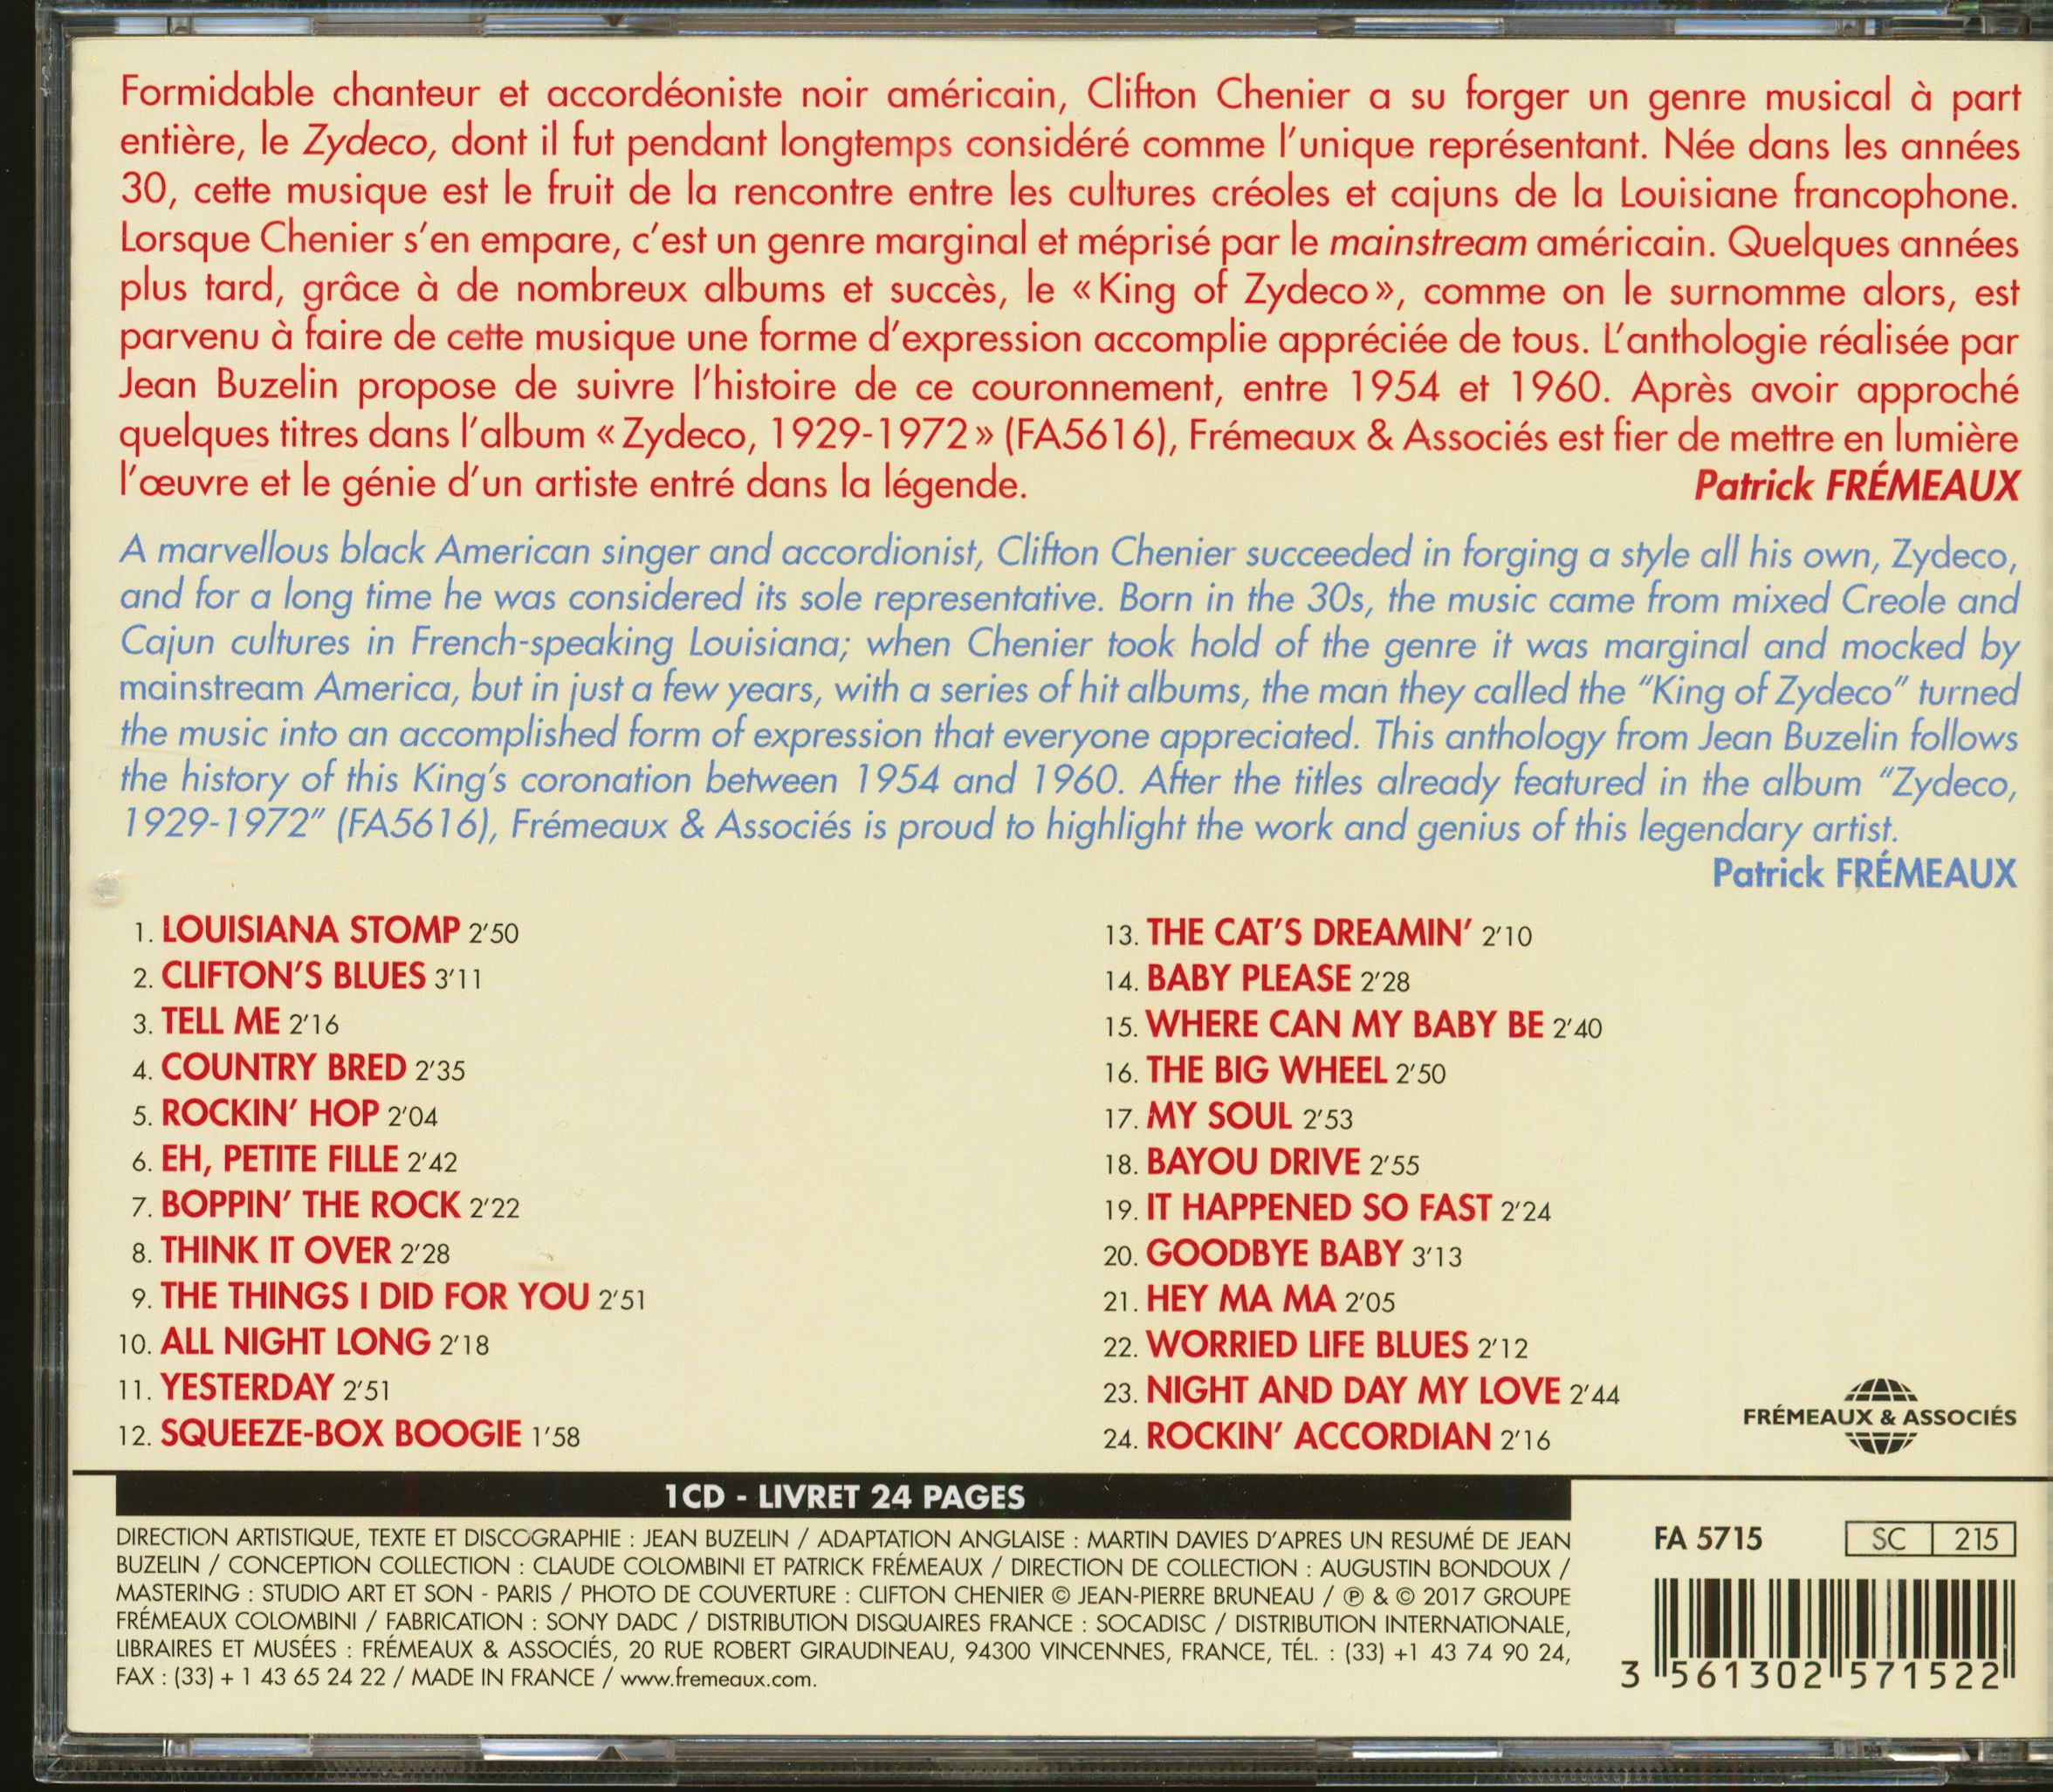 Formidable chanteur et accordéoniste noir américain, Clifton Chenier a su forger un genre musical à part
entière, le Zydeco, dont il fut pendant longtemps considéré comme l'unique représentant. Née dans les années
30, cette musique est le fruit de la rencontre entre les cultures créoles et cajuns de la Louisiane francophone.
Lorsque Chenier s'en empare, c'est un genre marginal et méprisé par le mainstream américain. Quelques années
plus tard, grâce à de nombreux albums et succès, le «King of Zydeco», comme on le surnomme alors, est
parvenu à faire de cette musique une forme d'expression accomplie appréciée de tous. L'anthologie réalisée par
Jean Buzelin propose de suivre l'histoire de ce couronnement, entre 1954 et 1960. Après avoir approché
quelques titres dans l'album «Zydeco, 1929-1972» (FA5616), Frémeaux & Associés est fier de mettre en lumière
l'œuvre et le génie d'un artiste entré dans la légende. Patrick FRÉMEAUX
A marvellous black American singer and accordionist, Clifton Chenier succeeded in forging a style all his own, Zydeco,
and for a long time he was considered its sole representative. Born in the 30s, the music came from mixed Creole and
Cajun cultures in French-speaking Louisiana; when Chenier took hold of the genre it was marginal and mocked by
mainstream America, but in just a few years, with a series of hit albums, the man they called the "King of Zydeco" turned
the music into an accomplished form of expression that everyone appreciated. This anthology from Jean Buzelin follows
the history of this King's coronation between 1954 and 1960. After the titles already featured in the album "Zydeco,
1929-1972" (FA5616), Frémeaux & Associés is proud to highlight the work and genius of this legendary artist.
Patrick FRÉMEAUX
1. LOUISIANA STOMP 2'50
2. CLIFTON'S BLUES 3'11
3. TELL ME 2'16
4. COUNTRY BRED 2'35
5. ROCKIN' HOP 2'04
6. EH, PETITE FILLE 2'42
7. BOPPIN' THE ROCK 2'22
8. THINK IT OVER 2'28
9. THE THINGS I DID FOR YOU 2'51
10. ALL NIGHT LONG 2'18
11. YESTERDAY 2'51
12. SQUEEZE-BOX BOOGIE 1'58
13. THE CAT'S DREAMIN' 2'10
14. BABY PLEASE 2'28
15. WHERE CAN MY BABY BE 2'40
16. THE BIG WHEEL 2'50
17. MY SOUL 2'53
18. BAYOU DRIVE 2'55
19. IT HAPPENED SO FAST 2'24
20. GOODBYE BABY 3'13
21. HEY MA MA 2'05
22. WORRIED LIFE BLUES 2'12
23. NIGHT AND DAY MY LOVE 2'44
24. ROCKIN' ACCORDIAN 2'16
FRÉMEAUX & ASSOCIÉS
1CD - LIVRET 24 PAGES
DIRECTION ARTISTIQUE, TEXTE ET DISCOGRAPHIE : JEAN BUZELIN / ADAPTATION ANGLAISE : MARTIN DAVIES D'APRES UN RESUMÉ DE JEAN
BUZELIN / CONCEPTION COLLECTION : CLAUDE COLOMBINI ET PATRICK FRÉMEAUX / DIRECTION DE COLLECTION : AUGUSTIN BONDOUX /
MASTERING : STUDIO ART ET SON - PARIS / PHOTO DE COUVERTURE : CLIFTON CHENIER © JEAN-PIERRE BRUNEAU / ℗ & © 2017 GROUPE
FRÉMEAUX COLOMBINI / FABRICATION : SONY DADC / DISTRIBUTION DISQUAIRES FRANCE : SOCADISC / DISTRIBUTION INTERNATIONALE,
LIBRAIRES ET MUSÉES : FRÉMEAUX & ASSOCIÉS, 20 RUE ROBERT GIRAUDINEAU, 94300 VINCENNES, FRANCE, TÉL. : (33) +1 43 74 90 24,
FAX : (33) + 1 43 65 24 22 / MADE IN FRANCE / www.fremeaux.com.
FA 5715
SC 215
3 561302 571522